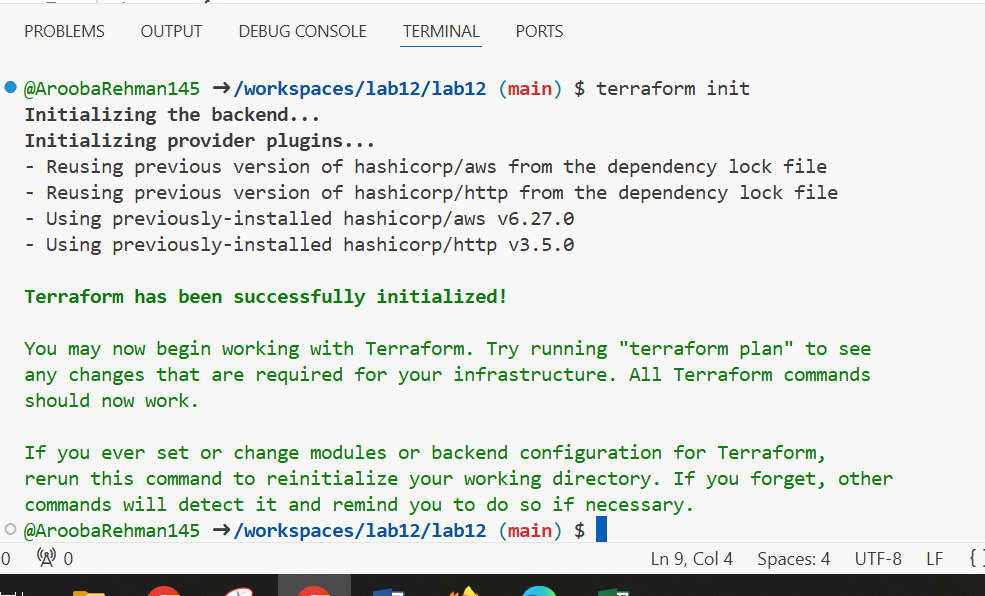 PROBLEMS OUTPUT DEBUG CONSOLE TERMINAL PORTS
@AroobaRehman145 →/workspaces/lab12/lab12 (main) $ terraform init
Initializing the backend...
Initializing provider plugins...
- Reusing previous version of hashicorp/aws from the dependency lock file
- Reusing previous version of hashicorp/http from the dependency lock file
- Using previously-installed hashicorp/aws v6.27.0
- Using previously-installed hashicorp/http v3.5.0
Terraform has been successfully initialized!
You may now begin working with Terraform. Try running "terraform plan" to see
any changes that are required for your infrastructure. All Terraform commands
should now work.
If you ever set or change modules or backend configuration for Terraform,
rerun this command to reinitialize your working directory. If you forget, other
commands will detect it and remind you to do so if necessary.
@AroobaRehman145 →/workspaces/lab12/lab12 (main) $
0 0 Ln 9, Col 4 Spaces: 4 UTF-8 LF {